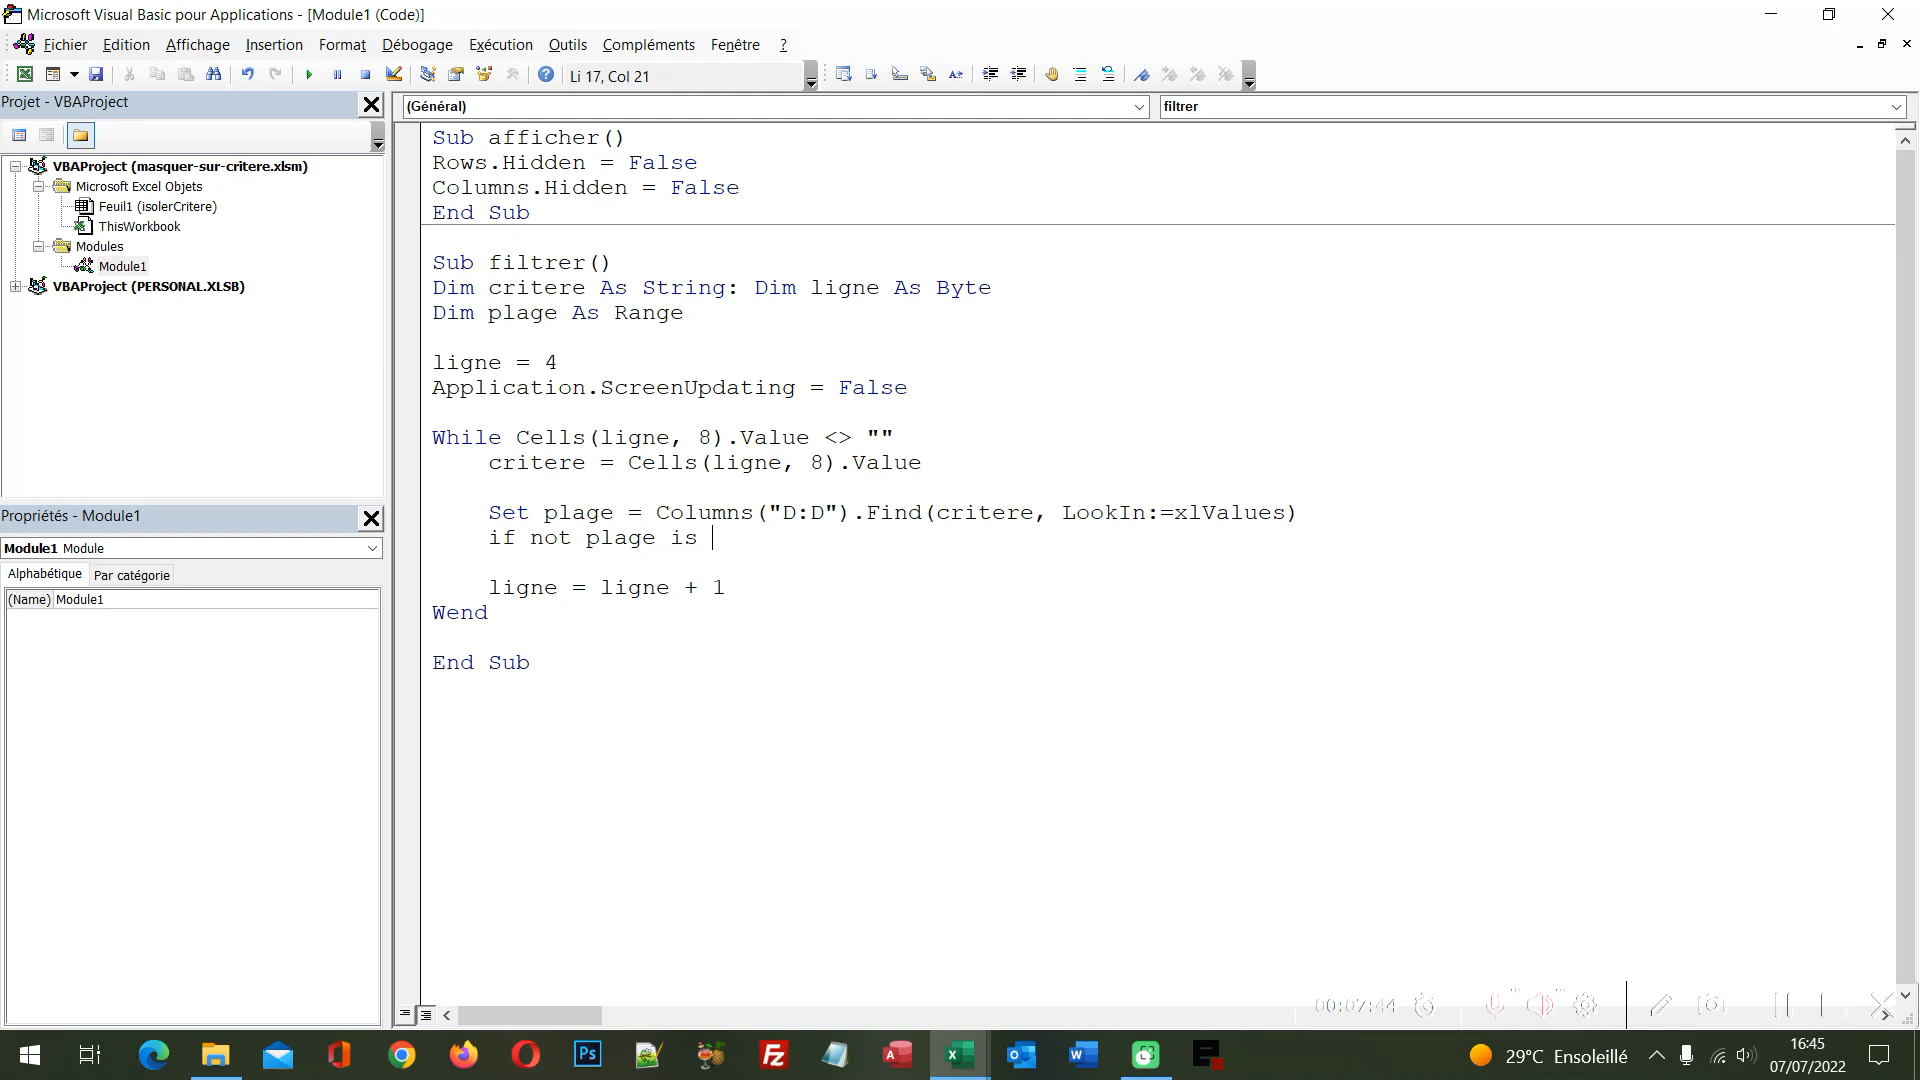 Microsoft Visual Basic pour Applications - [Module1 (Code)]
Fichier Edition Affichage Insertion Format Débogage Exécution Outils Compléments Fenêtre ?
Li 17, Col 21
Projet - VBAProject
(Général)
filtrer
VBAProject (masquer-sur-critere.xlsm)
Microsoft Excel Objets
Feuil1 (isolerCritere)
ThisWorkbook
Modules
Module1
VBAProject (PERSONAL.XLSB)
Sub afficher()
Rows.Hidden = False
Columns.Hidden = False
End Sub
Sub filtrer()
Dim critere As String: Dim ligne As Byte
Dim plage As Range
ligne = 4
Application.ScreenUpdating = False
While Cells(ligne, 8).Value <> ""
critere = Cells(ligne, 8).Value
Set plage = Columns("D:D").Find(critere, LookIn:=xlValues)
if not plage is
ligne = ligne + 1
Wend
End Sub
Propriétés - Module1
Module1 Module
Alphabétique Par catégorie
(Name) Module1
00:07:44
29°C Ensoleillé
16:45
07/07/2022